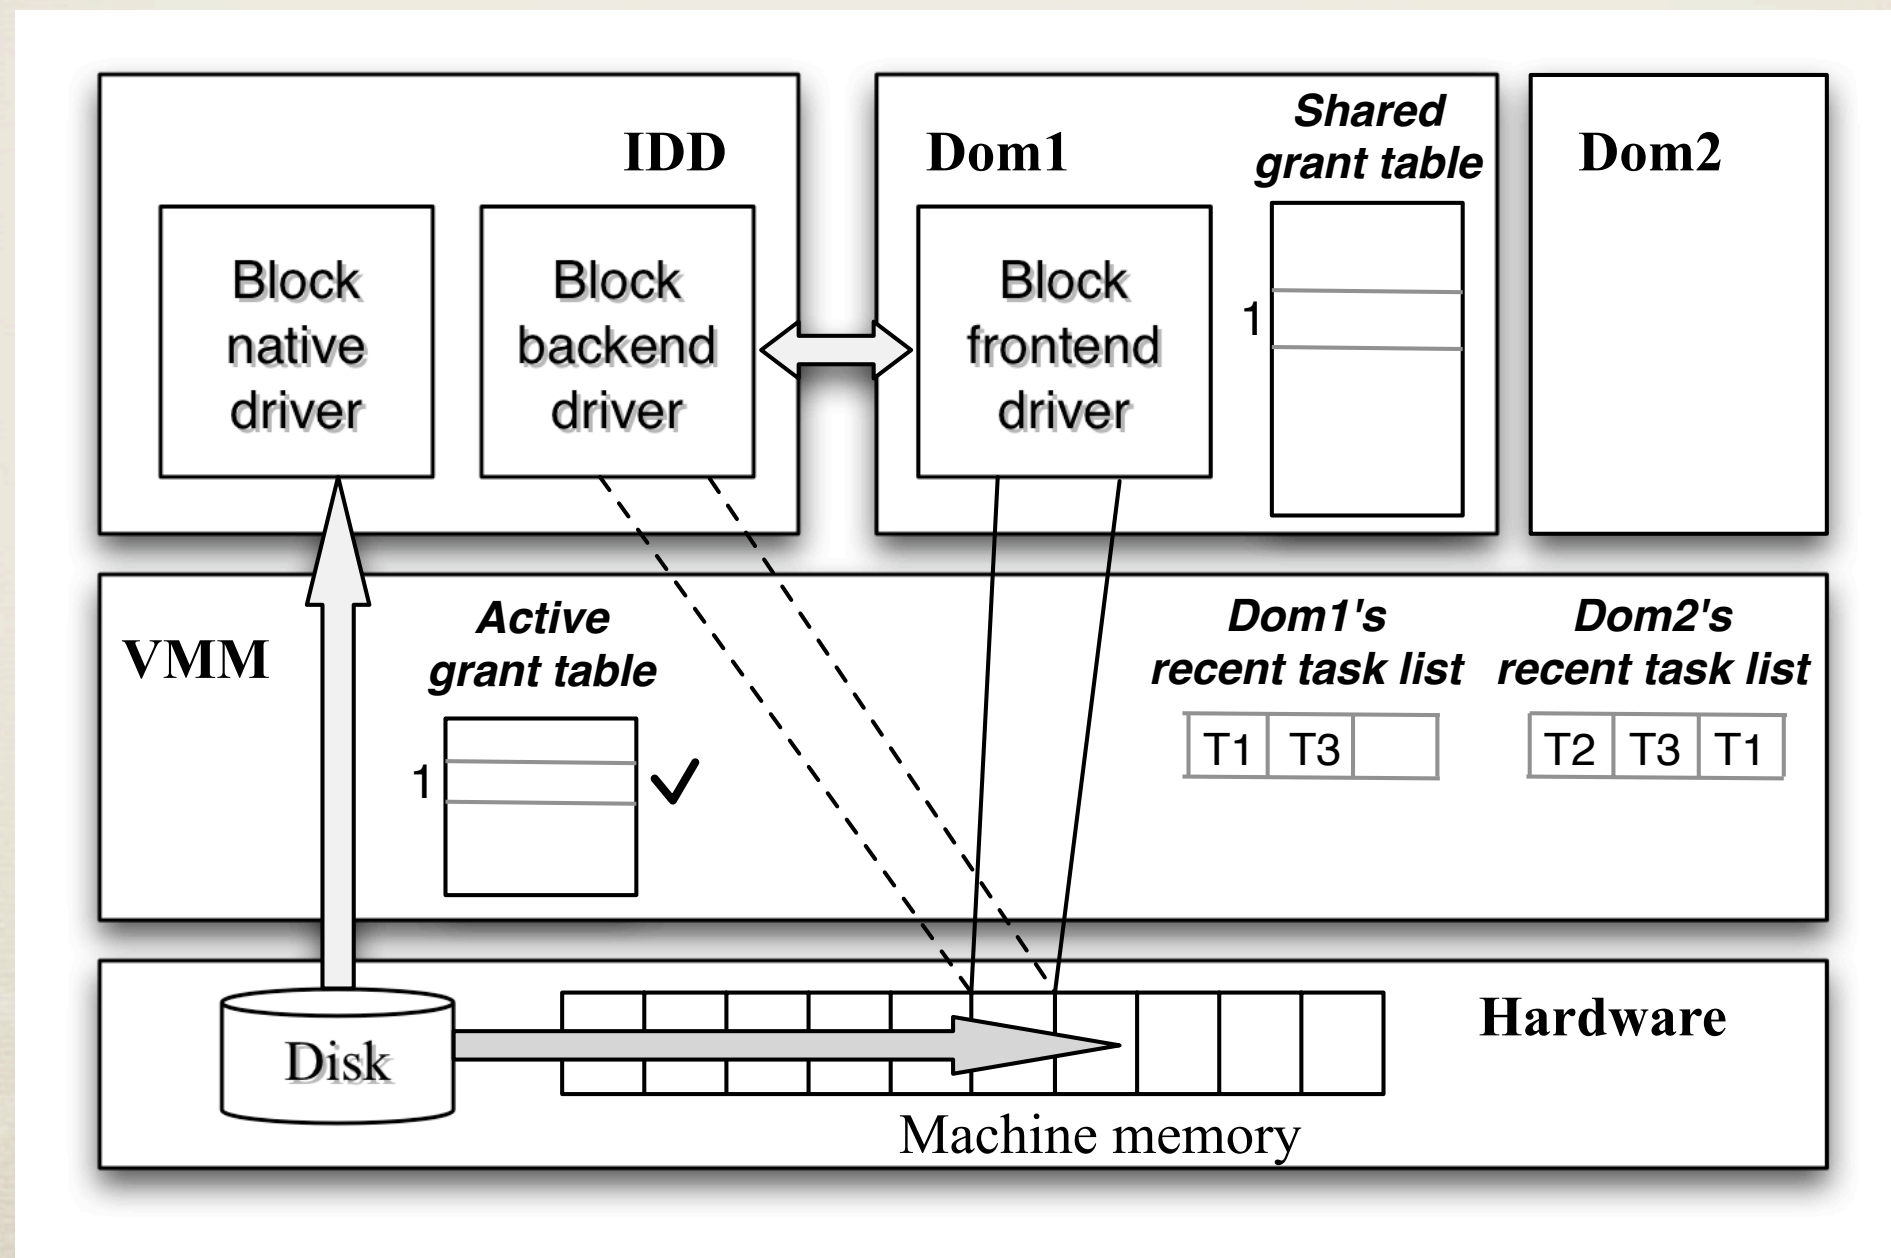 IDD
Block
native
driver
Block
backend
driver
Dom1
Shared
grant table
Block
frontend
driver
1
Dom2
VMM
Active
grant table
1
Dom1's
recent task list
T1 T3
Dom2's
recent task list
T2 T3 T1
Disk
Hardware
Machine memory